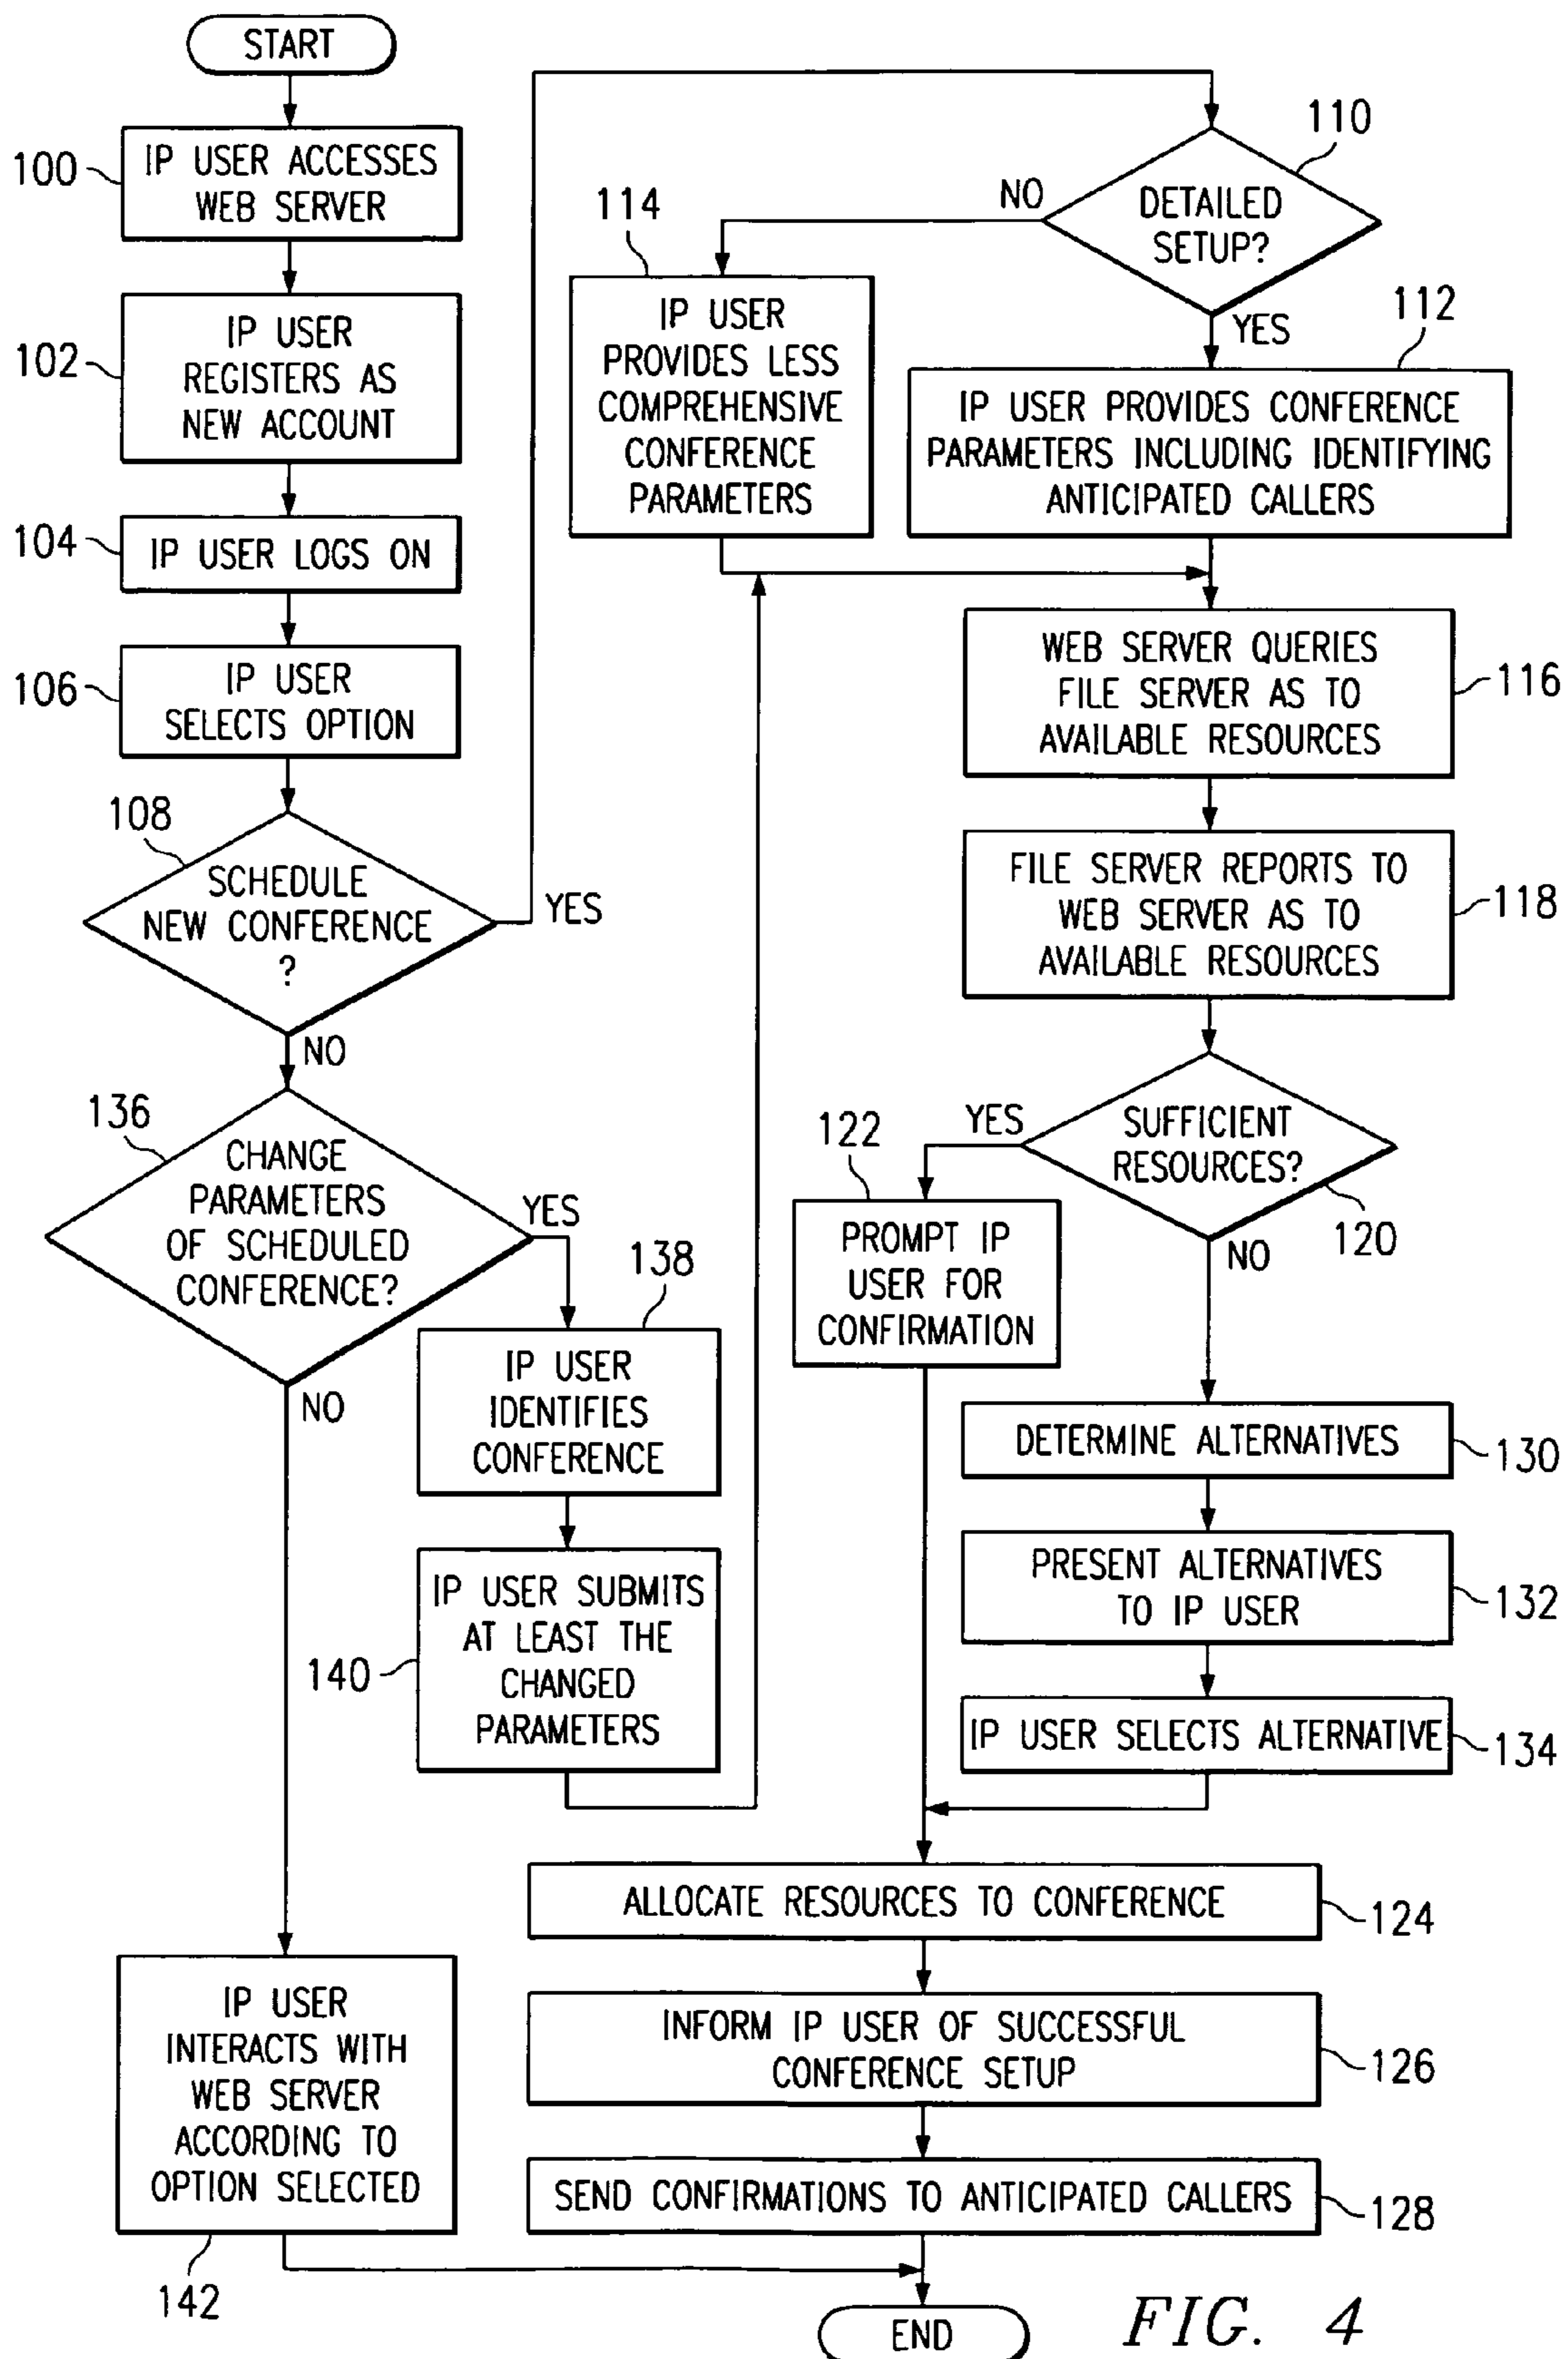 START
100
IP USER ACCESSES
WEB SERVER
102
IP USER
REGISTERS AS
NEW ACCOUNT
104
IP USER LOGS ON
106
IP USER
SELECTS OPTION
108
SCHEDULE
NEW CONFERENCE
?
YES
NO
110
DETAILED
SETUP?
NO
YES
114
IP USER
PROVIDES LESS
COMPREHENSIVE
CONFERENCE
PARAMETERS
112
IP USER PROVIDES CONFERENCE
PARAMETERS INCLUDING IDENTIFYING
ANTICIPATED CALLERS
WEB SERVER QUERIES
FILE SERVER AS TO
AVAILABLE RESOURCES
116
FILE SERVER REPORTS TO
WEB SERVER AS TO
AVAILABLE RESOURCES
118
SUFFICIENT
RESOURCES?
120
YES
NO
122
PROMPT IP
USER FOR
CONFIRMATION
DETERMINE ALTERNATIVES
130
PRESENT ALTERNATIVES
TO IP USER
132
IP USER SELECTS ALTERNATIVE
134
136
CHANGE
PARAMETERS
OF SCHEDULED
CONFERENCE?
YES
NO
138
IP USER
IDENTIFIES
CONFERENCE
140
IP USER SUBMITS
AT LEAST THE
CHANGED
PARAMETERS
ALLOCATE RESOURCES TO CONFERENCE
124
INFORM IP USER OF SUCCESSFUL
CONFERENCE SETUP
126
SEND CONFIRMATIONS TO ANTICIPATED CALLERS
128
IP USER
INTERACTS WITH
WEB SERVER
ACCORDING TO
OPTION SELECTED
142
END
FIG. 4